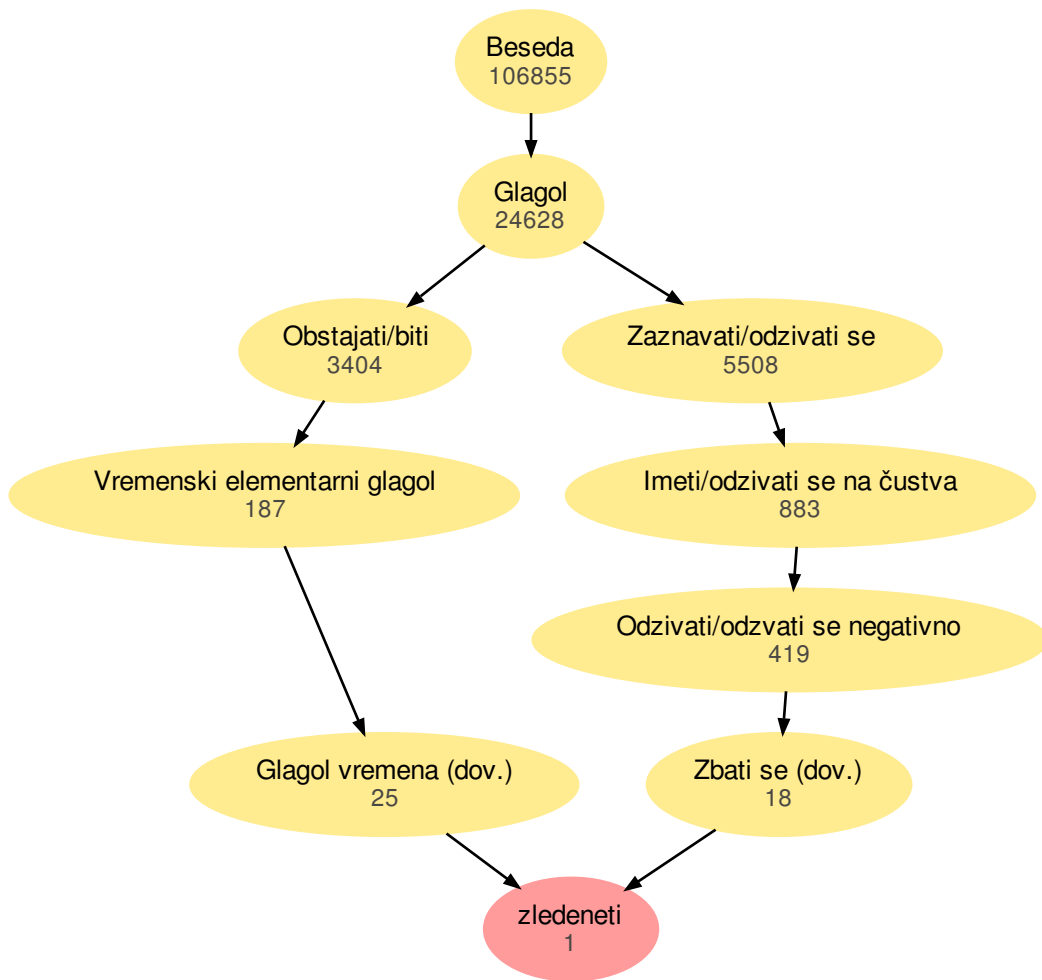 Beseda
106855
Glagol
24628
Obstajati/biti
3404
Zaznavati/odzivati se
5508
Vremenski elementarni glagol
187
Imeti/odzivati se na čustva
883
Odzivati/odzvati se negativno
419
Glagol vremena (dov.)
25
Zbati se (dov.)
18
zledeneti
1